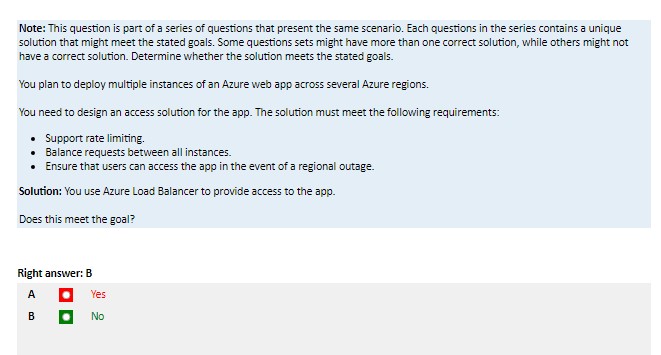 Note: This question is part of a series of questions that present the same scenario. Each questions in the series contains a unique
solution that might meet the stated goals. Some questions sets might have more than one correct solution, while others might not
have a correct solution. Determine whether the solution meets the stated goals.
You plan to deploy multiple instances of an Azure web app across several Azure regions.
You need to design an access solution for the app. The solution must meet the following requirements:
• Support rate limiting.
• Balance requests between all instances.
• Ensure that users can access the app in the event of a regional outage.
Solution: You use Azure Load Balancer to provide access to the app.
Does this meet the goal?
Right answer: B
A Yes
B No